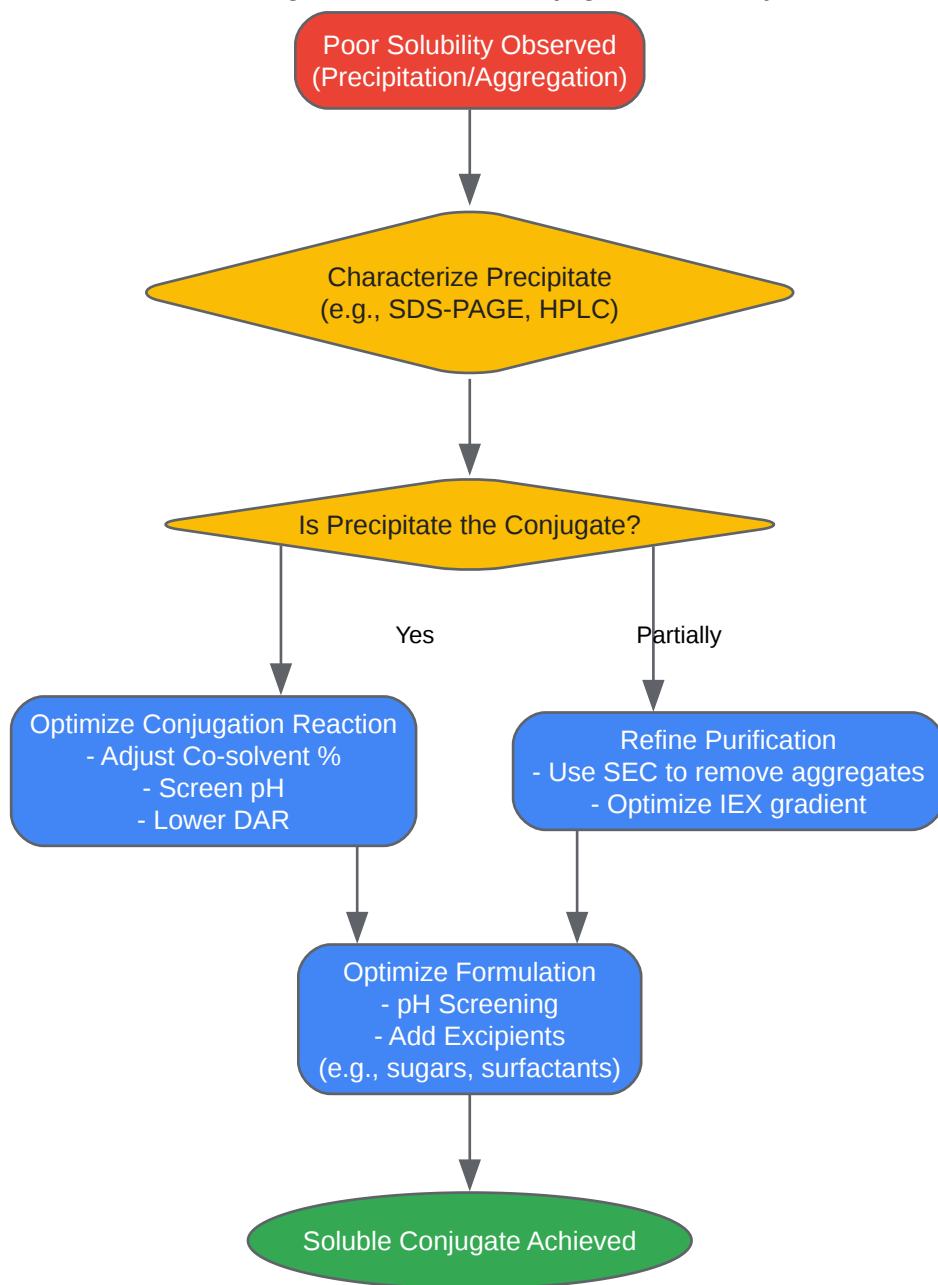 Poor Solubility Observed
(Precipitation/Aggregation)
Characterize Precipitate
(e.g., SDS-PAGE, HPLC)
Is Precipitate the Conjugate?
Yes
Partially
Optimize Conjugation Reaction
- Adjust Co-solvent %
- Screen pH
- Lower DAR
Refine Purification
- Use SEC to remove aggregates
- Optimize IEX gradient
Optimize Formulation
- pH Screening
- Add Excipients
(e.g., sugars, surfactants)
Soluble Conjugate Achieved